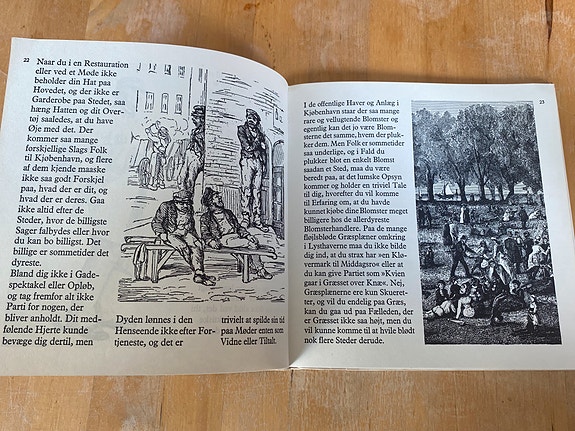 22
Naar du i en Restauration
eller ved et Møde ikke
beholder din Hat paa
Hovedet, og der ikke er
Garderobe paa Stedet, saa
hæng Hatten og dit Over-
tøj saaledes, at du have
Øje med det. Der
kommer saa mange
forskjellige Slags Folk
til Kjøbenhavn, og flere
af dem kjende maaske
ikke saa godt Forskjel
paa, hvad der er dit, og
hvad der er deres. Gaa
ikke altid efter de
Steder, hvor de billigste
Sager falbydes eller hvor
du kan bo billigst. Det
billige er sommetider det
dyreste.
Bland dig ikke i Gade-
spektakel eller Opløb,
og tag fremfor alt ikke
Parti for nogen, der
bliver anholdt. Dit med-
følende Hjerte kunde
bevæge dig dertil, men
Dyden lønnes i den
Henseende ikke efter For-
tjeneste, og det er
trivielt at spilde sin tid
paa Møder enten som
Vidne eller Tiltalt.
23
I de offentlige Haver og Anlæg i
Kjøbenhavn staar der saa mange
rare og vellugtende Blomster og
egentlig kan det jo være Blom-
sterne det samme, hvem der pluk-
ker dem. Men Folk er sommetider
saa underlige, og i Fald du
plukker blot en enkelt Blomst
saadan et Sted, maa du være
beredt paa, at det lumske Opsyn
kommer og holder en triviel Tale
til dig, hvorefter du vil komme
til Erfaring om, at du havde
kunnet kjøbe dine Blomster meget
billigere hos de allerdyreste
Blomsterhandlere. Paa de mange
fløjelsbløde Græsplæner omkring
i Lysthaverne maa du ikke bilde
dig ind, at du strax har »en Klø-
vermark til Middagsro« eller at
du kan give Partiet som »Kvien
gaar i Græsset over Knæ«. Nej,
Græsplænerne ere kun Skueret-
ter, og vil du endelig paa Græs,
kan du gaa ud paa Fælleden, der
er Græsset ikke saa højt, men du
vil kunne komme til at hvile blødt
nok flere Steder derude.